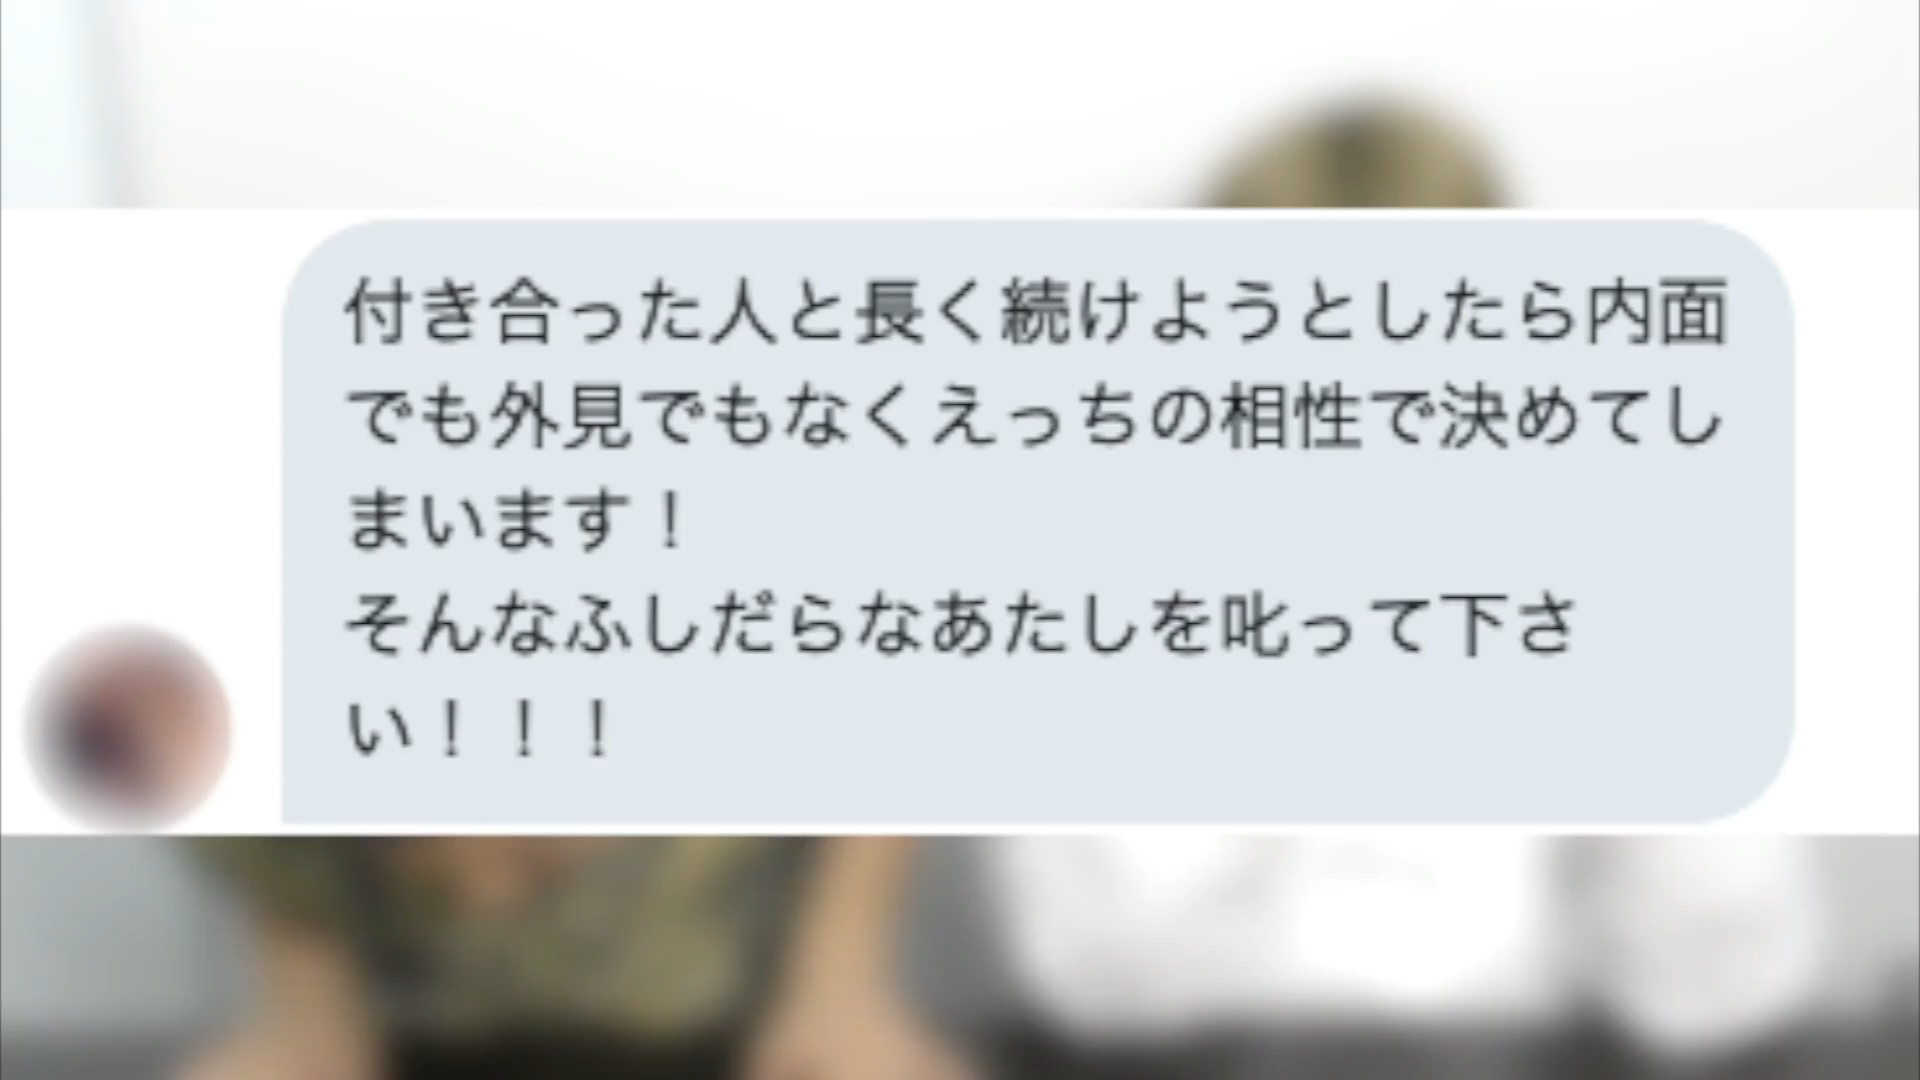 付き合った人と長く続けようとしたら内面
でも外見でもなくえっちの相性で決めてし
まいます！
そんなふしだらなあたしを叱って下さ
い！！！